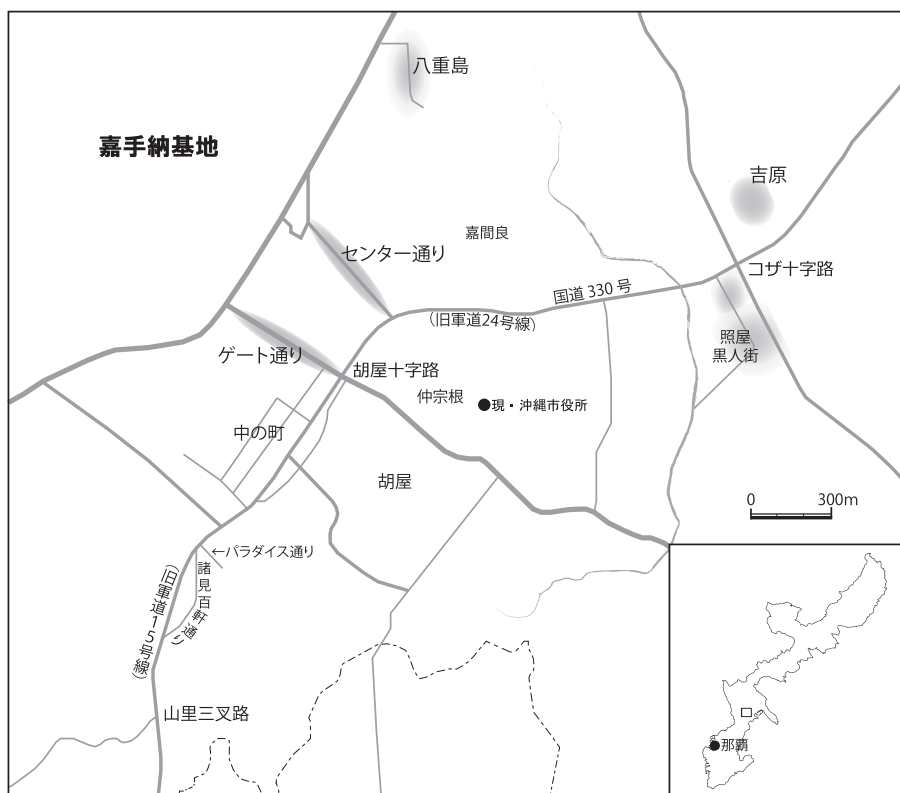 八重島
嘉手納基地
吉原
嘉間良
センター通り
コザ十字路
国道330号
(旧軍道24号線)
照屋
黒人街
ゲート通り
胡屋十字路
仲宗根
現・沖縄市役所
中の町
胡屋
0 300m
←パラダイス通り
諸見百軒通り
(旧軍道15号線)
山里三叉路
那覇